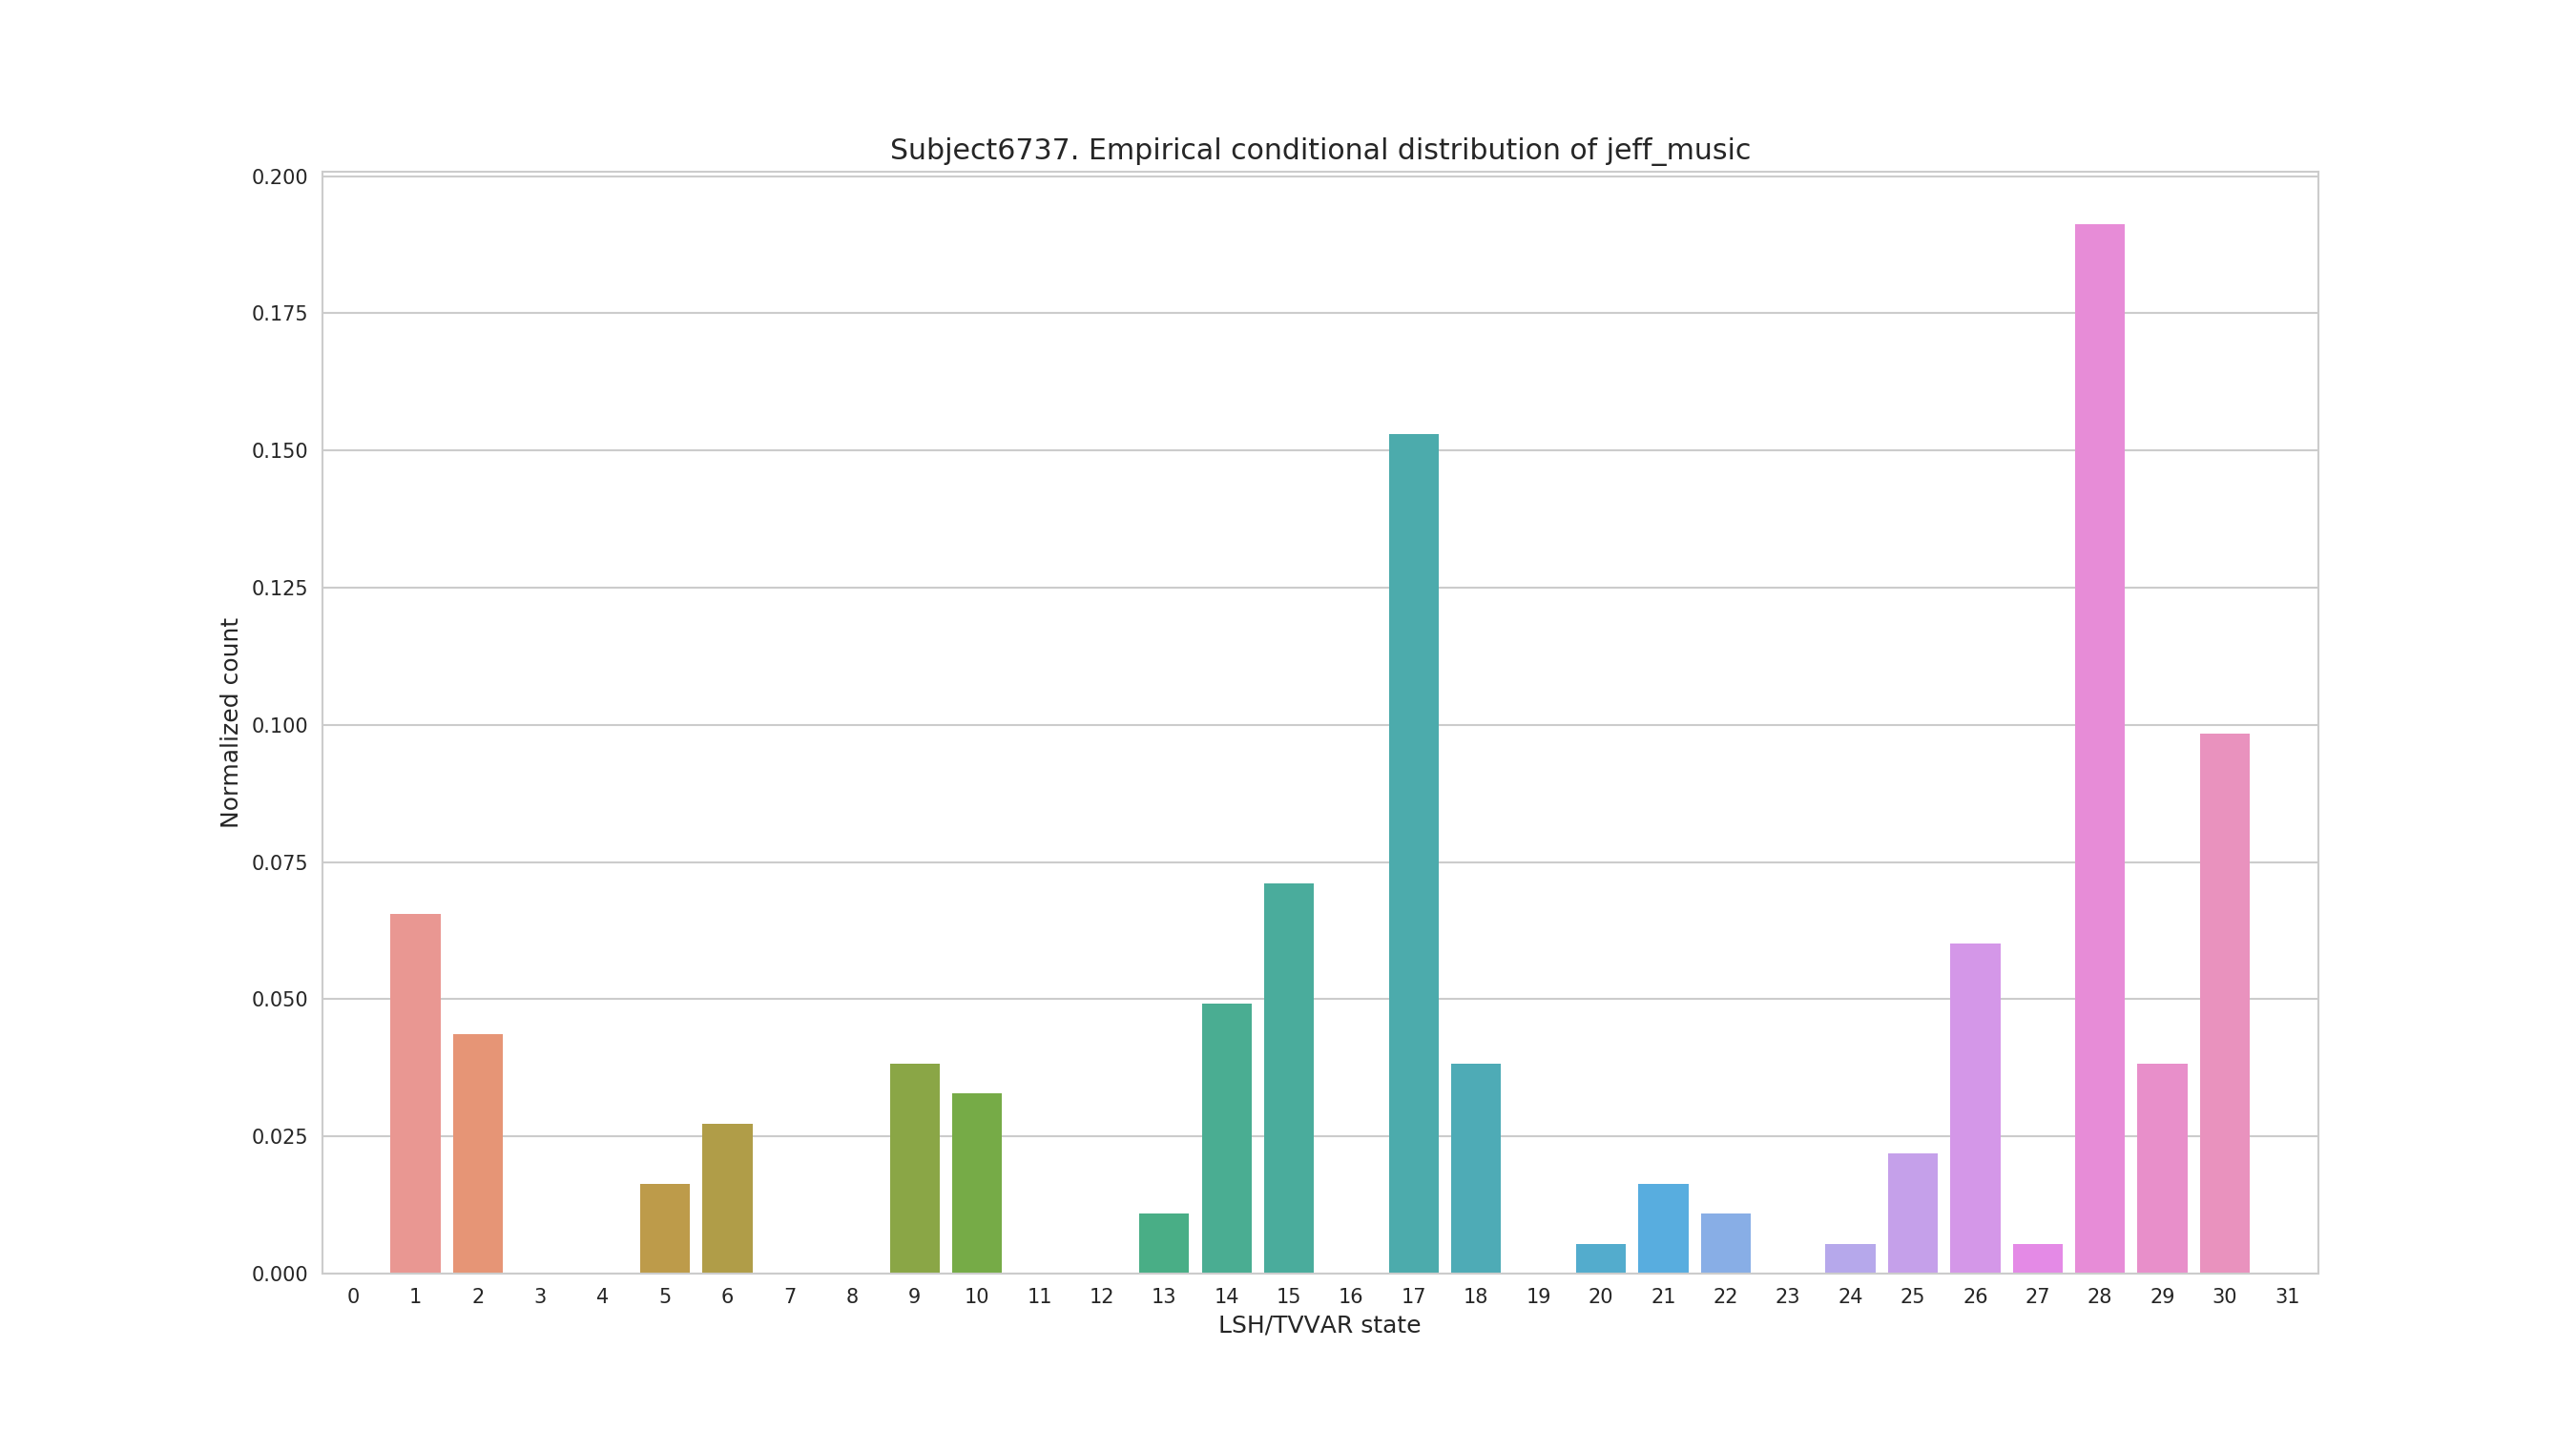 Subject6737. Empirical conditional distribution of jeff_music
0.200
0.175
0.150
0.125
0.100
0.075
0.050
0.025
0.000
Normalized count
0 1 2 3 4 5 6 7 8 9 10 11 12 13 14 15 16 17 18 19 20 21 22 23 24 25 26 27 28 29 30 31
LSH/TVVAR state